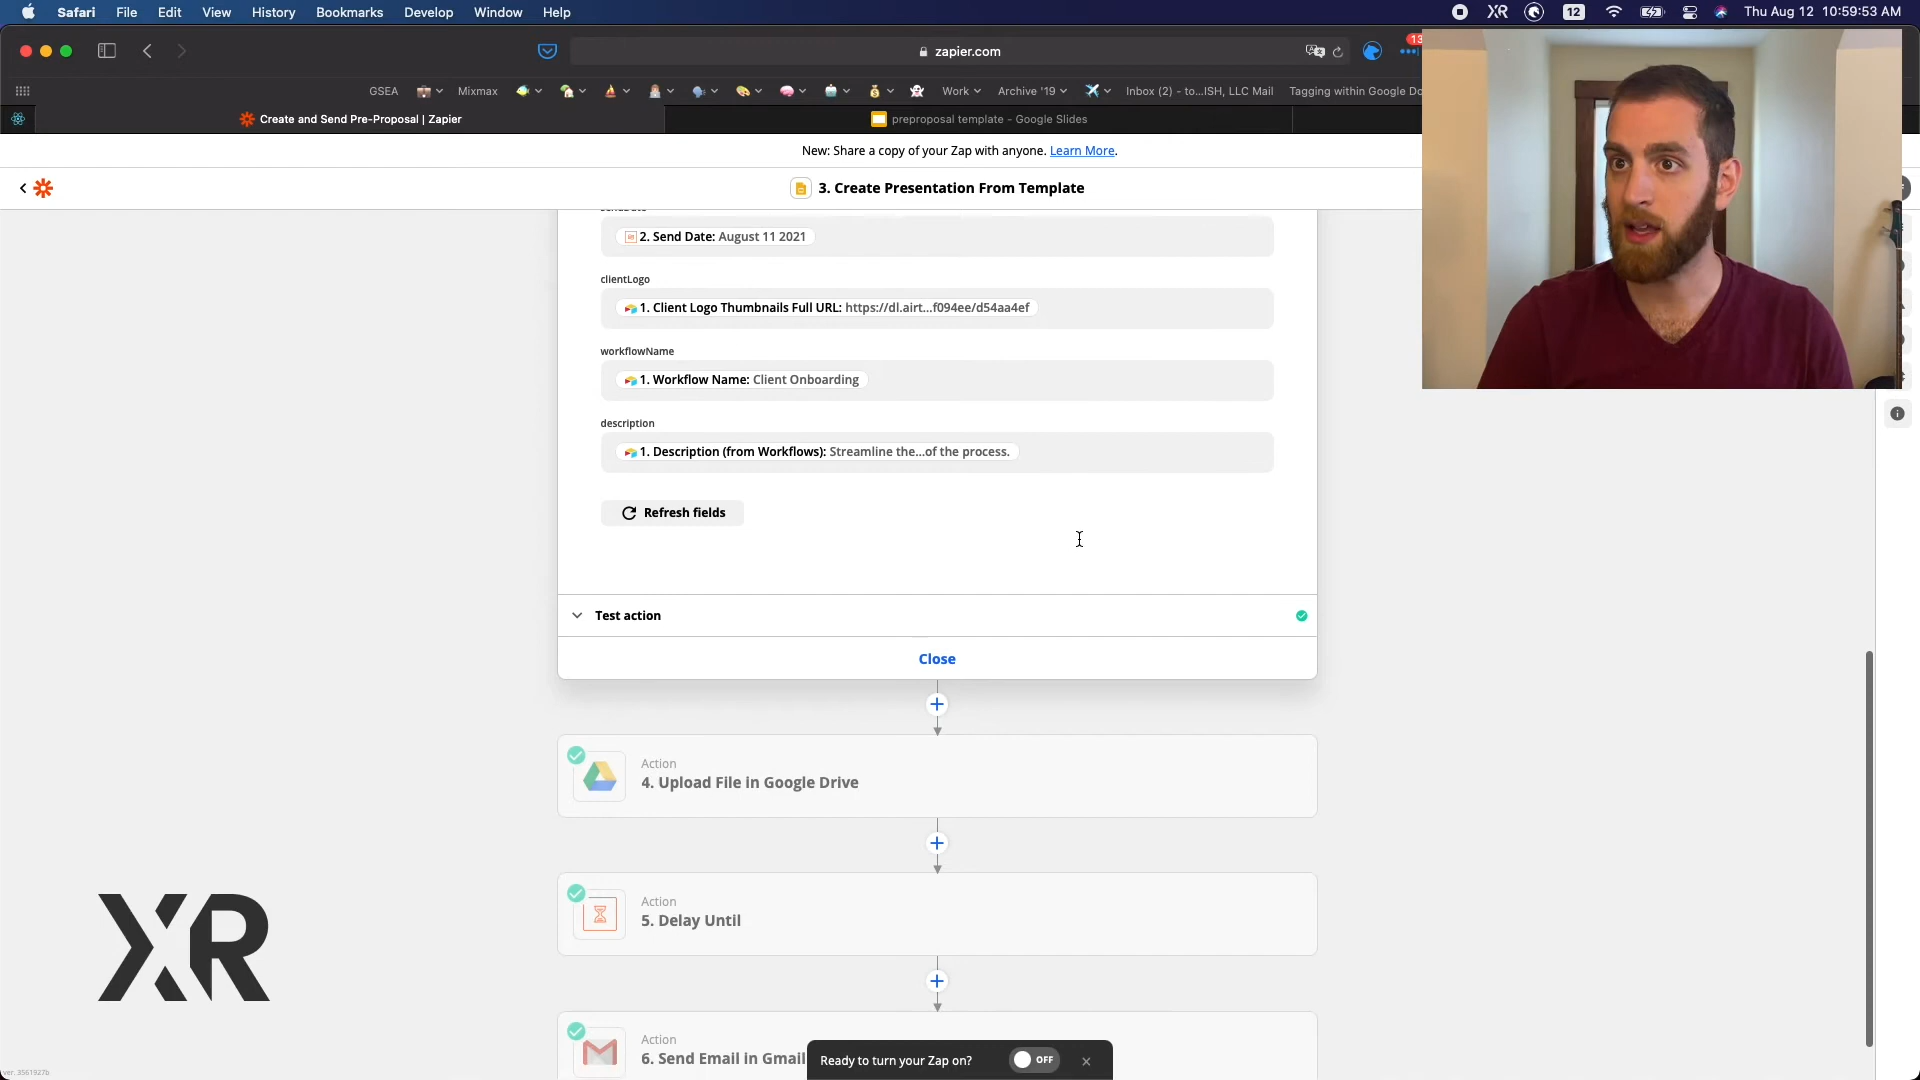 Safari File Edit View History Bookmarks Develop Window Help
XR 12 Thu Aug 12 10:59:53 AM
zapier.com
13
GSEA Mixmax Work Archive '19 Inbox (2) - to...ISH, LLC Mail Tagging within Google Do
Create and Send Pre-Proposal | Zapier preproposal template - Google Slides
New: Share a copy of your Zap with anyone. Learn More.
3. Create Presentation From Template
2. Send Date: August 11 2021
clientLogo
1. Client Logo Thumbnails Full URL: https://dl.airt...f094ee/d54aa4ef
workflowName
1. Workflow Name: Client Onboarding
description
1. Description (from Workflows): Streamline the...of the process.
Refresh fields
Test action
Close
Action
4. Upload File in Google Drive
Action
5. Delay Until
Action
6. Send Email in Gmail
Ready to turn your Zap on? OFF
XR
ver. 3561927b